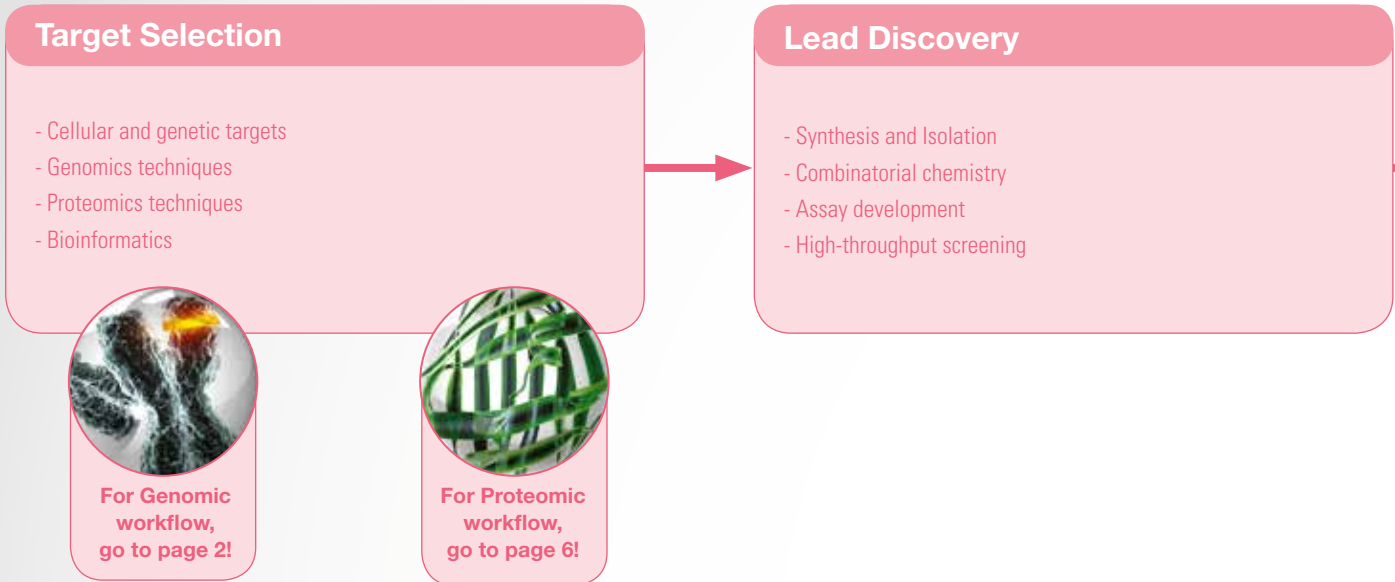 Target Selection
- Cellular and genetic targets
- Genomics techniques
- Proteomics techniques
- Bioinformatics
For Genomic
workflow,
go to page 2!
For Proteomic
workflow,
go to page 6!
Lead Discovery
- Synthesis and Isolation
- Combinatorial chemistry
- Assay development
- High-throughput screening